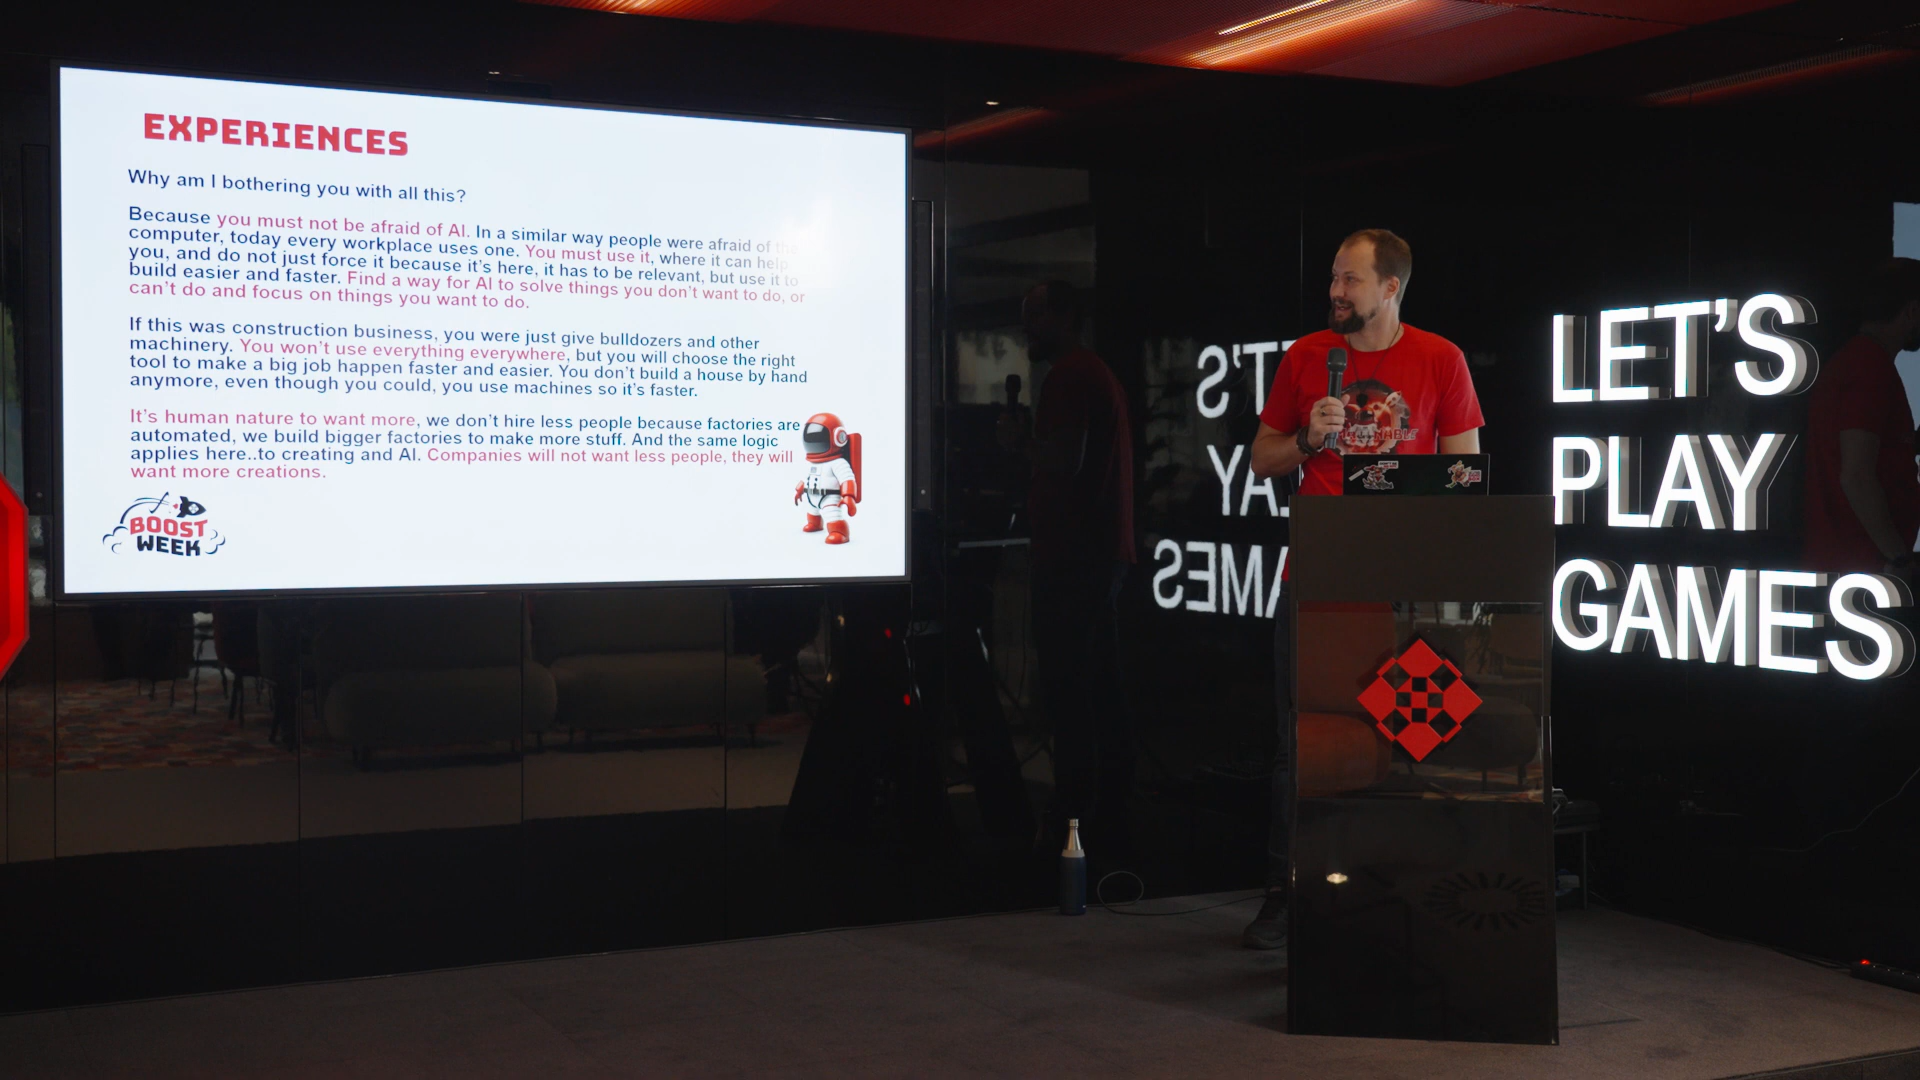 EXPERIENCES
Why am I bothering you with all this?
Because you must not be afraid of AI. In a similar way people were afraid of the
computer, today every workplace uses one. You must use it, where it can help
you, and do not just force it because it's here, it has to be relevant, but use it to
build easier and faster. Find a way for AI to solve things you don't want to do, or
can't do and focus on things you want to do.
If this was construction business, you were just give bulldozers and other
machinery. You won't use everything everywhere, but you will choose the right
tool to make a big job happen faster and easier. You don't build a house by hand
anymore, even though you could, you use machines so it's faster.
It's human nature to want more, we don't hire less people because factories are
automated, we build bigger factories to make more stuff. And the same logic
applies here..to creating and AI. Companies will not want less people, they will
want more creations.
BOOST
WEEK
LET'S
PLAY
GAMES